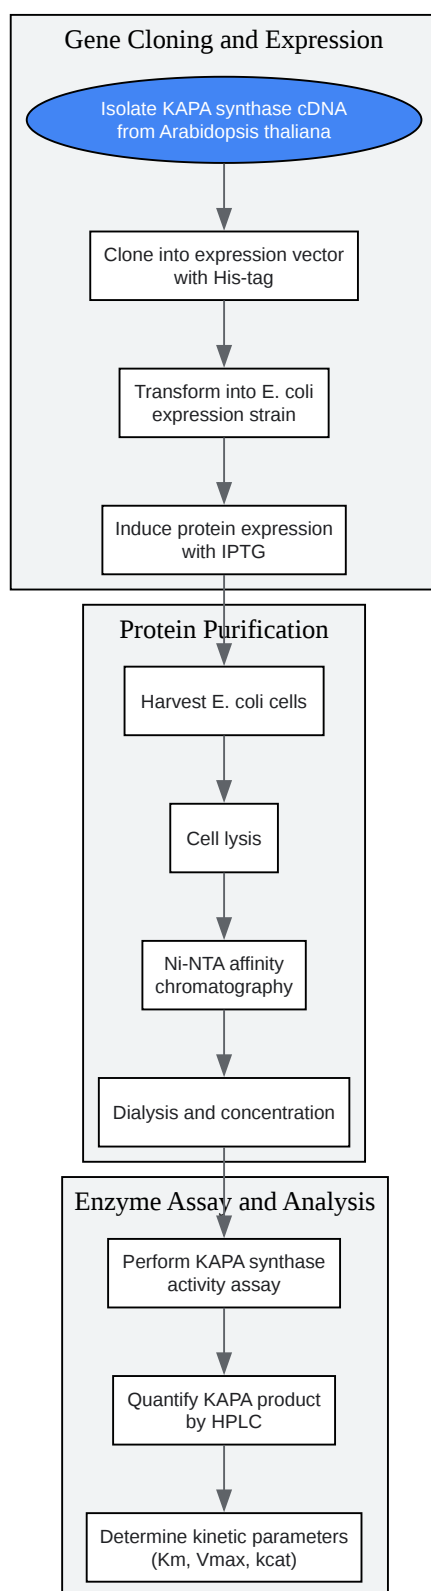 Gene Cloning and Expression
Isolate KAPA synthase cDNA
from Arabidopsis thaliana
Clone into expression vector
with His-tag
Transform into E. coli
expression strain
Induce protein expression
with IPTG
Protein Purification
Harvest E. coli cells
Cell lysis
Ni-NTA affinity
chromatography
Dialysis and concentration
Enzyme Assay and Analysis
Perform KAPA synthase
activity assay
Quantify KAPA product
by HPLC
Determine kinetic parameters
(Km, Vmax, kcat)